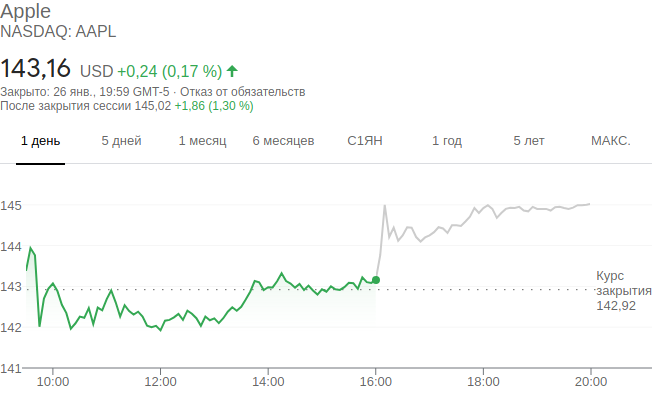 Apple
NASDAQ: AAPL
143,16 USD +0,24 (0,17 %)
Закрыто: 26 янв., 19:59 GMT-5 · Отказ от обязательств
После закрытия сессии 145,02 +1,86 (1,30 %)
1 день 5 дней 1 месяц 6 месяцев С1ЯН 1 год 5 лет МАКС.
145
144
143
142
141
Курс
закрытия
142,92
10:00 12:00 14:00 16:00 18:00 20:00